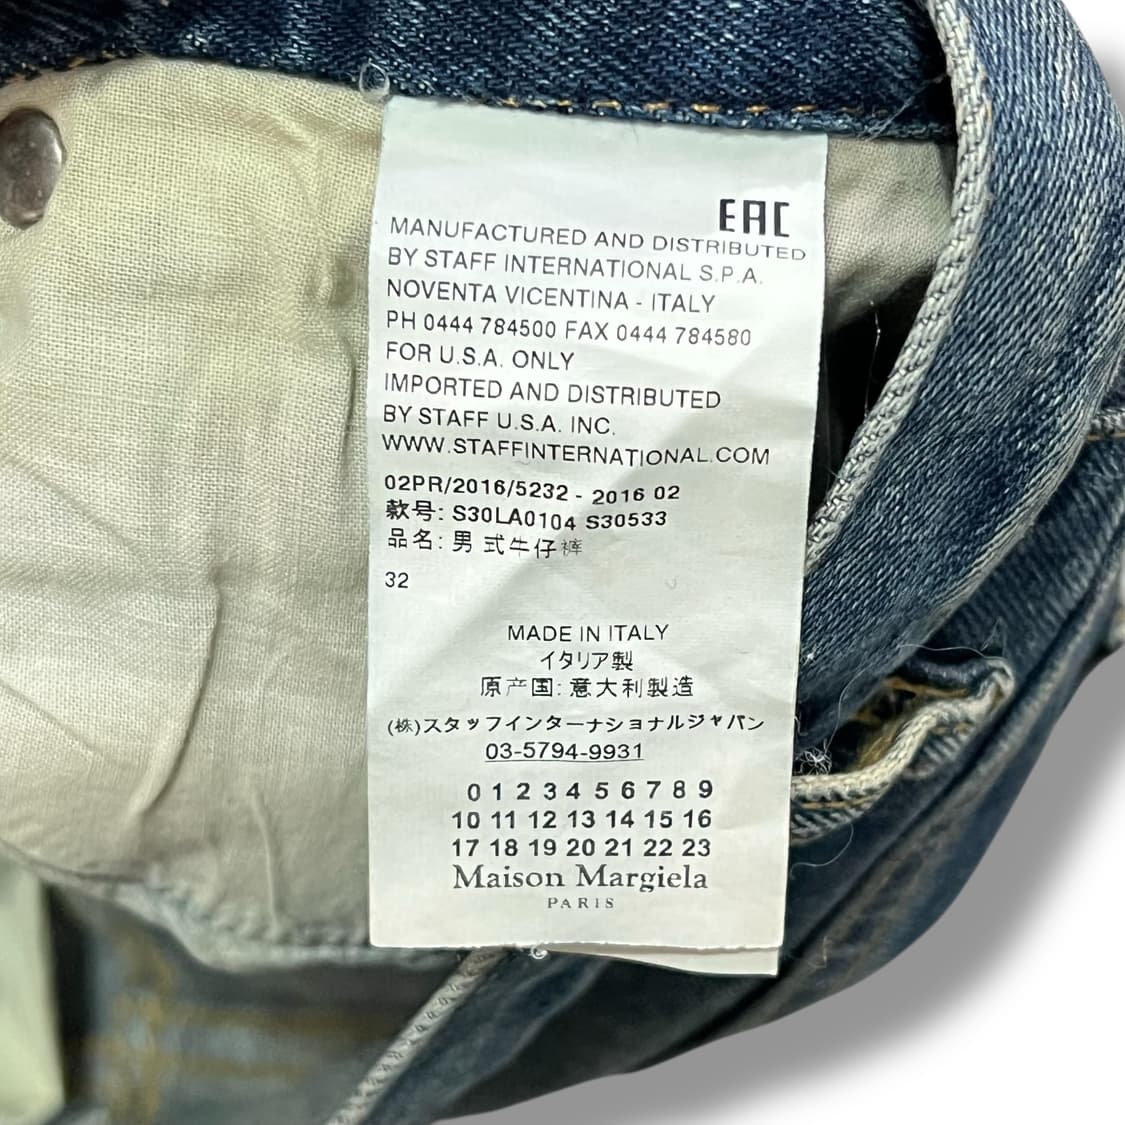 EAC
MANUFACTURED AND DISTRIBUTED
BY STAFF INTERNATIONAL S.P.A.
NOVENTA VICENTINA - ITALY
PH 0444 784500 FAX 0444 784580
FOR U.S.A. ONLY
IMPORTED AND DISTRIBUTED
BY STAFF U.S.A. INC.
WWW.STAFFINTERNATIONAL.COM
02PR/2016/5232 - 2016 02
款号: S30LA0104 S30533
品名: 男 式牛仔裤
32
MADE IN ITALY
イタリア製
原产国: 意大利製造
(株)スタッフインターナショナルジャパン
03-5794-9931
0 1 2 3 4 5 6 7 8 9
10 11 12 13 14 15 16
17 18 19 20 21 22 23
Maison Margiela
PARIS